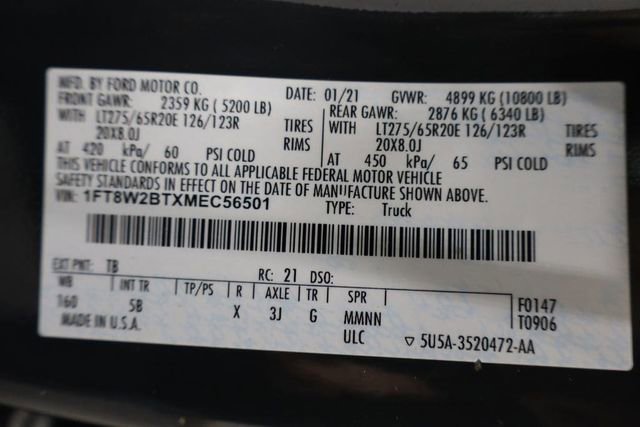 MFD. BY FORD MOTOR CO. DATE: 01/21 GVWR: 4899 KG (10800 LB)
FRONT GAWR: 2359 KG (5200 LB) REAR GAWR: 2876 KG (6340 LB)
WITH LT275/65R20E 126/123R TIRES WITH LT275/65R20E 126/123R TIRES
20X8.0J RIMS 20X8.0J RIMS
AT 420 kPa/ 60 PSI COLD AT 450 kPa/ 65 PSI COLD
THIS VEHICLE CONFORMS TO ALL APPLICABLE FEDERAL MOTOR VEHICLE
SAFETY STANDARDS IN EFFECT ON THE DATE OF MANUFACTURE SHOWN ABOVE.
VIN: 1FT8W2BTXMEC56501 TYPE: Truck
EXT PNT: TB RC: 21 DSO:
WB INT TR TP/PS R AXLE TR SPR F0147
160 5B X 3J G MMNN T0906
MADE IN U.S.A. ULC ▽ 5U5A-3520472-AA